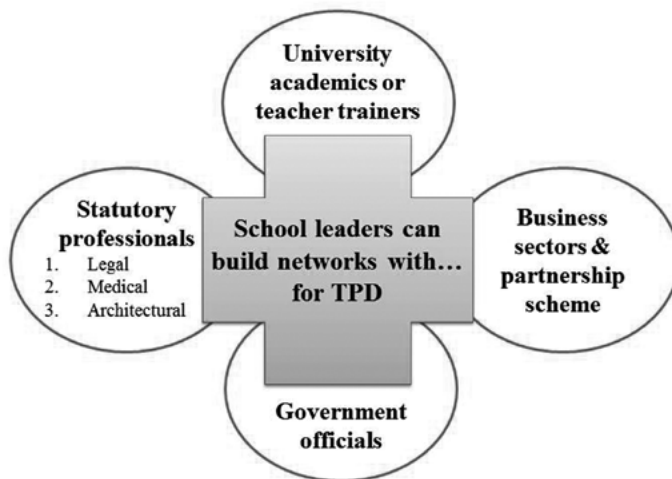 University
academics or
teacher trainers
Statutory
professionals
1. Legal
2. Medical
3. Architectural
School leaders can
build networks with…
for TPD
Business
sectors &
partnership
scheme
Government
officials